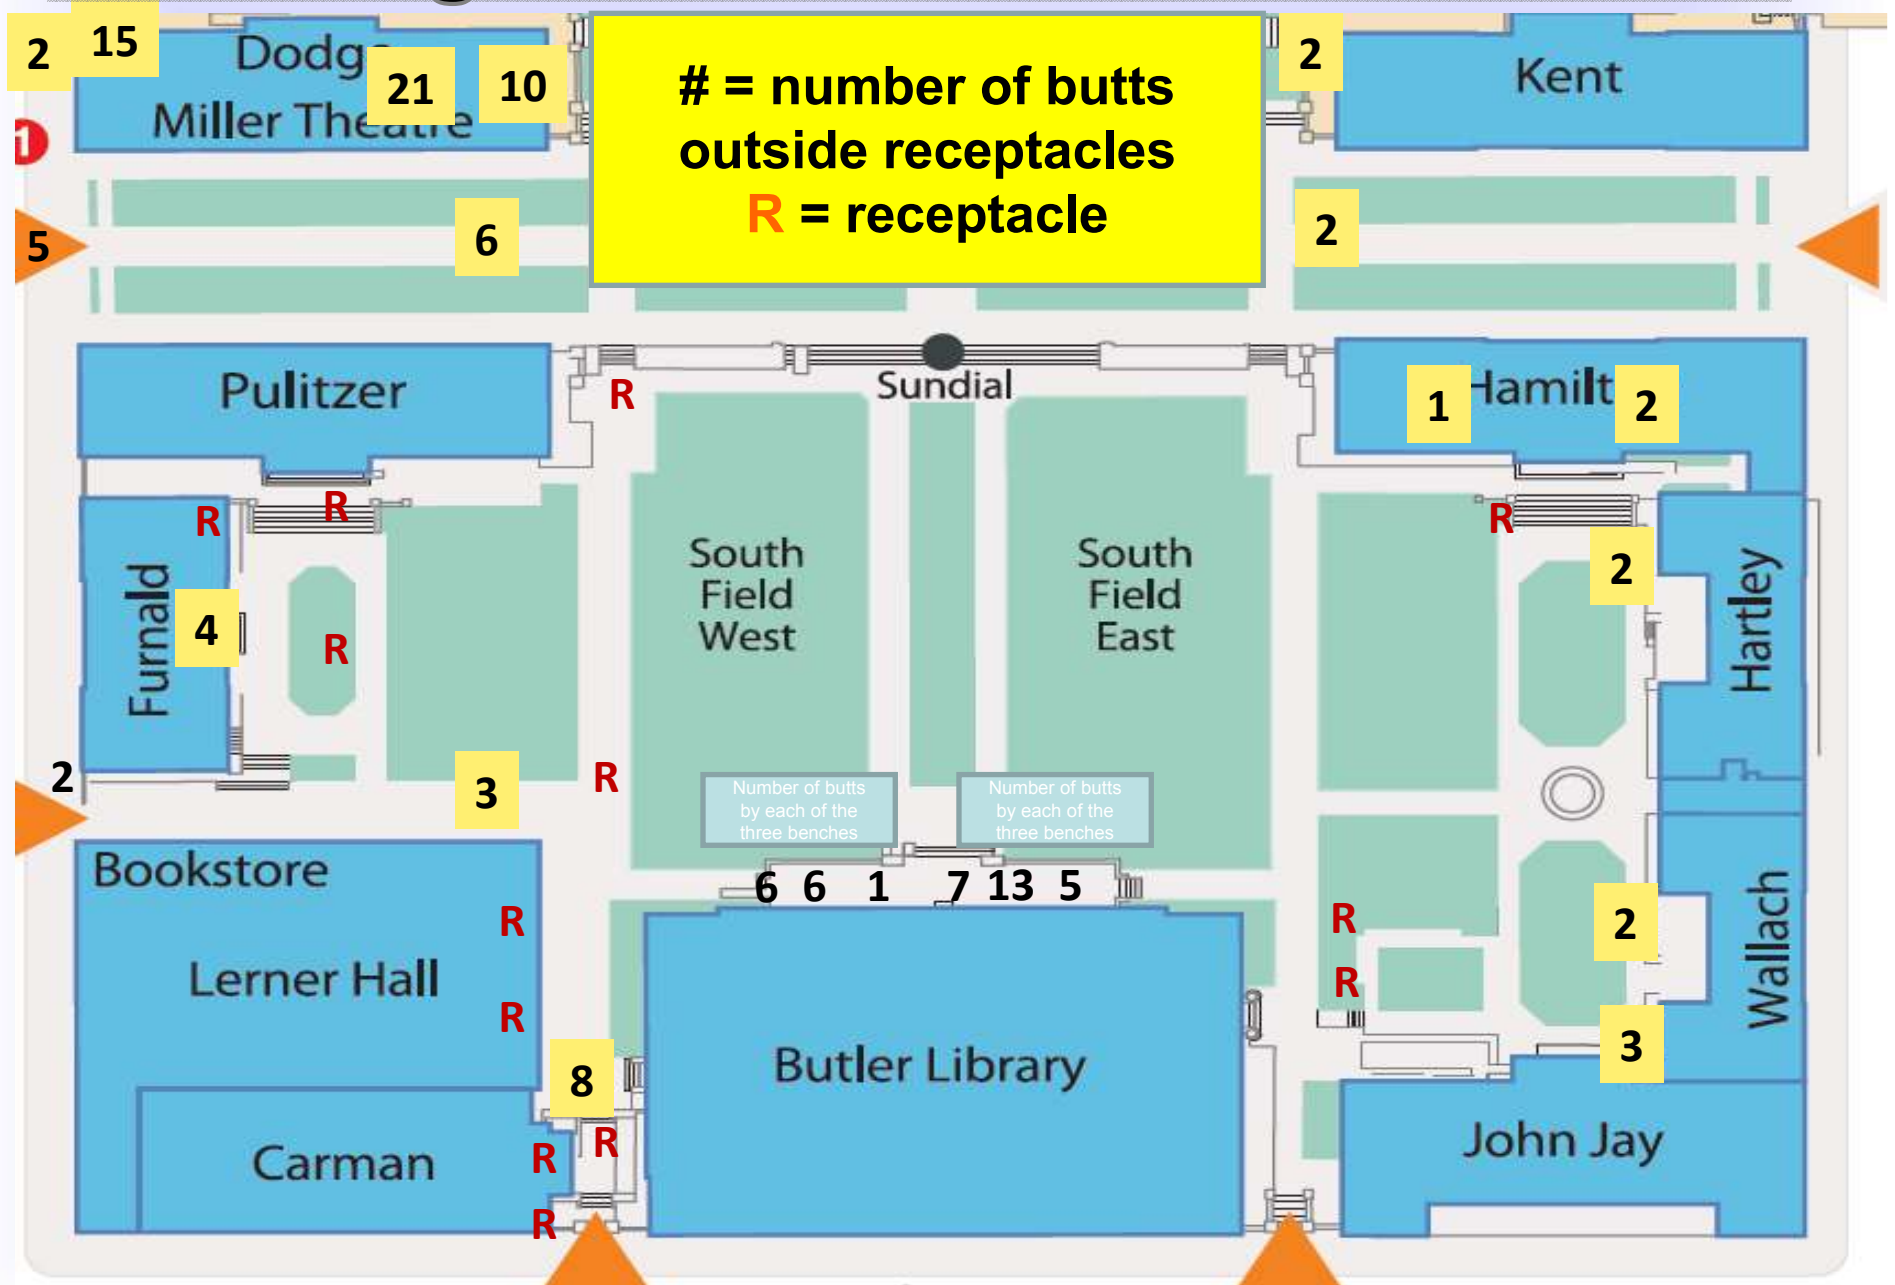 2
15
Dodg
21
10
Miller Theatre
# = number of butts
outside receptacles
R = receptacle
2
Kent
1
5
6
2
Pulitzer
R
Sundial
1
Hamilt
2
R
R
R
Furnald
4
R
South
Field
West
South
Field
East
2
Hartley
2
3
R
Number of butts
by each of the
three benches
Number of butts
by each of the
three benches
Bookstore
6 6 1 7 13 5
R
R
2
Wallach
Lerner Hall
R
R
8
Butler Library
3
Carman
R
R
John Jay
R